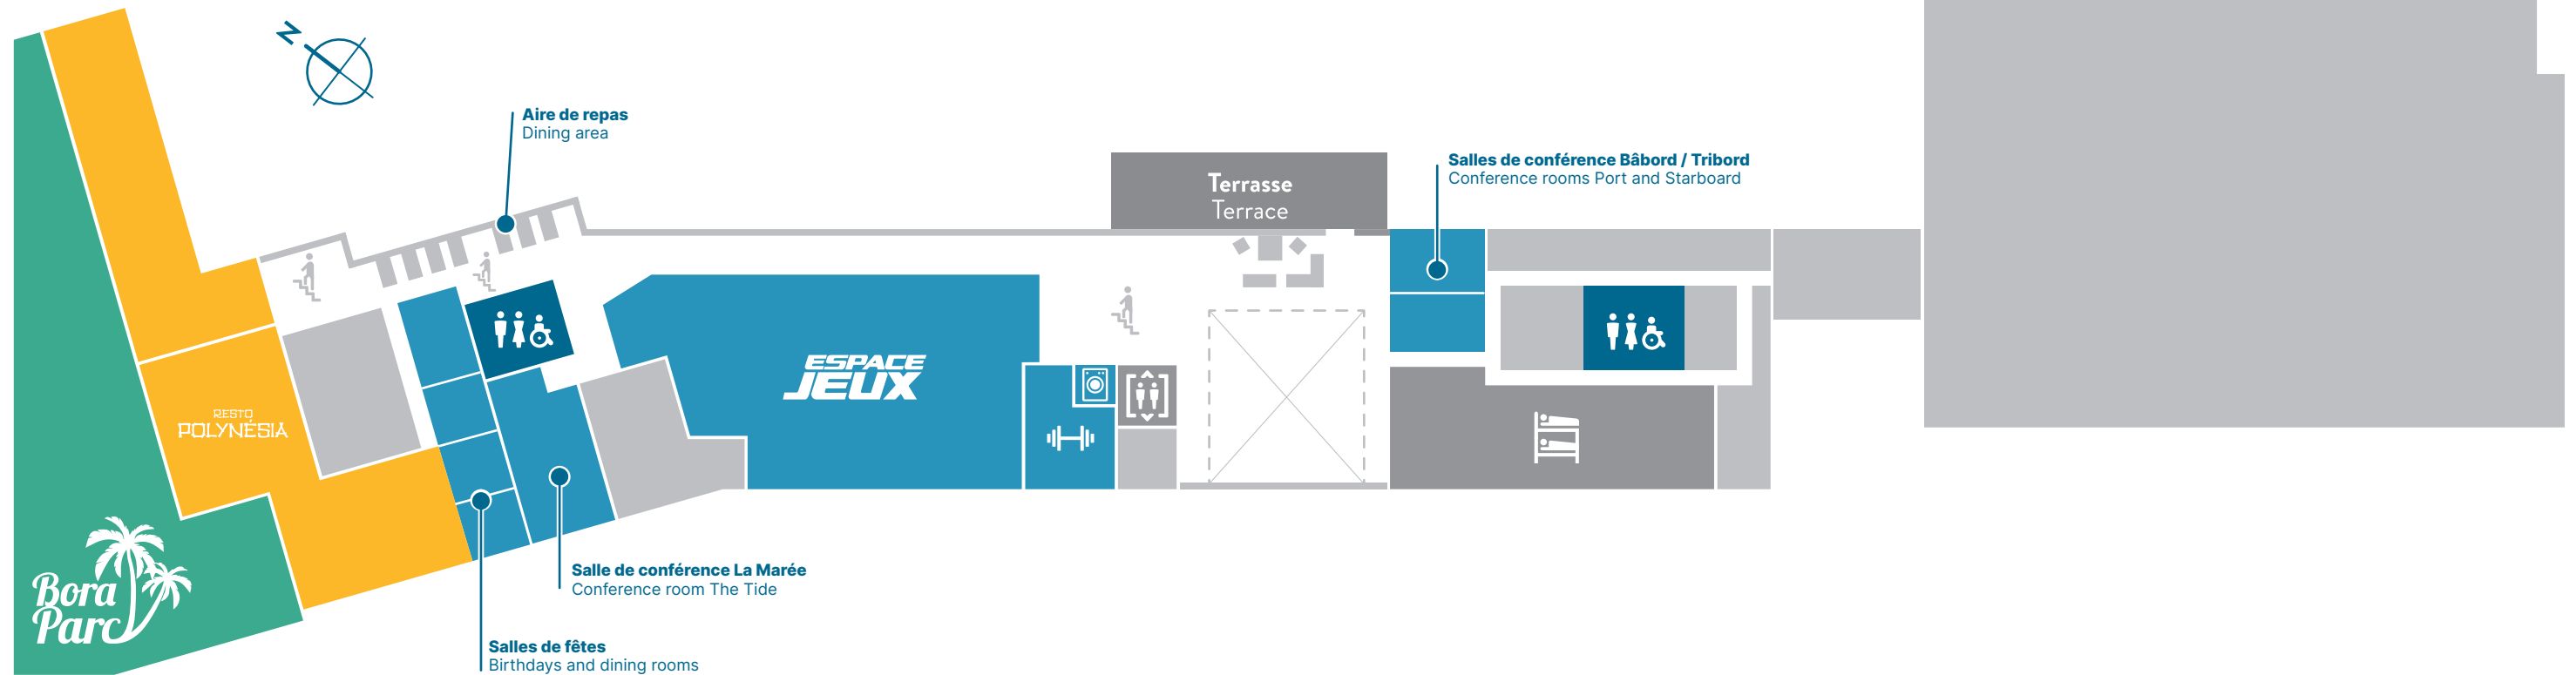 N
Aire de repas
Dining area
Terrasse
Terrace
Salles de conférence Bâbord / Tribord
Conference rooms Port and Starboard
ESPACE
JEUX
RESTO
POLYNÉSIA
Bora
Parc
Salle de conférence La Marée
Conference room The Tide
Salles de fêtes
Birthdays and dining rooms